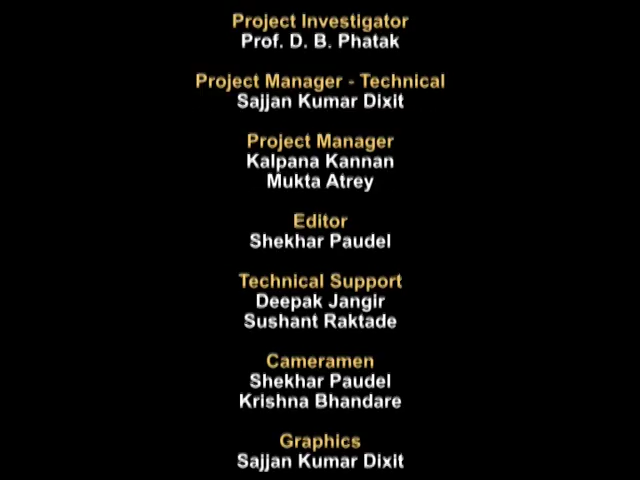 Project Investigator
Prof. D. B. Phatak
Project Manager - Technical
Sajjan Kumar Dixit
Project Manager
Kalpana Kannan
Mukta Atrey
Editor
Shekhar Paudel
Technical Support
Deepak Jangir
Sushant Raktade
Cameramen
Shekhar Paudel
Krishna Bhandare
Graphics
Sajjan Kumar Dixit